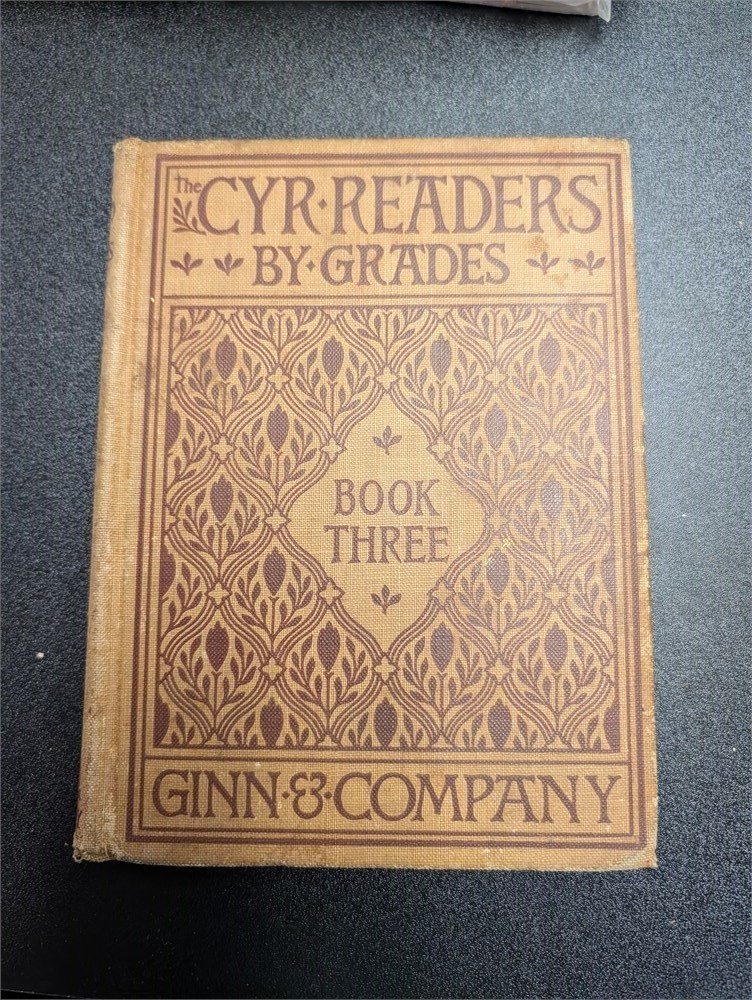 The CYR·READERS
BY·GRADES
BOOK
THREE
GINN·&·COMPANY